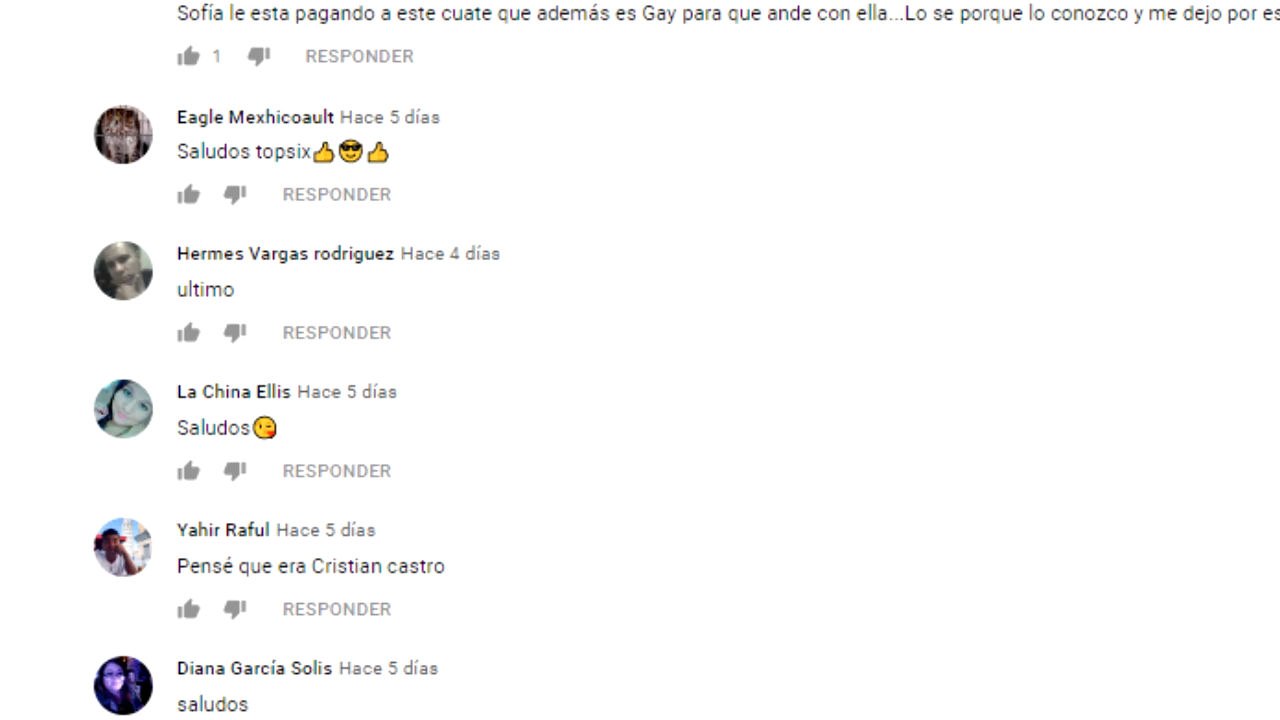 Sofía le esta pagando a este cuate que además es Gay para que ande con ella...Lo se porque lo conozco y me dejo por es
1 RESPONDER
Eagle Mexhicoault Hace 5 días
Saludos topsix👍😎👍
RESPONDER
Hermes Vargas rodriguez Hace 4 días
ultimo
RESPONDER
La China Ellis Hace 5 días
Saludos😘
RESPONDER
Yahir Raful Hace 5 días
Pensé que era Cristian castro
RESPONDER
Diana García Solis Hace 5 días
saludos